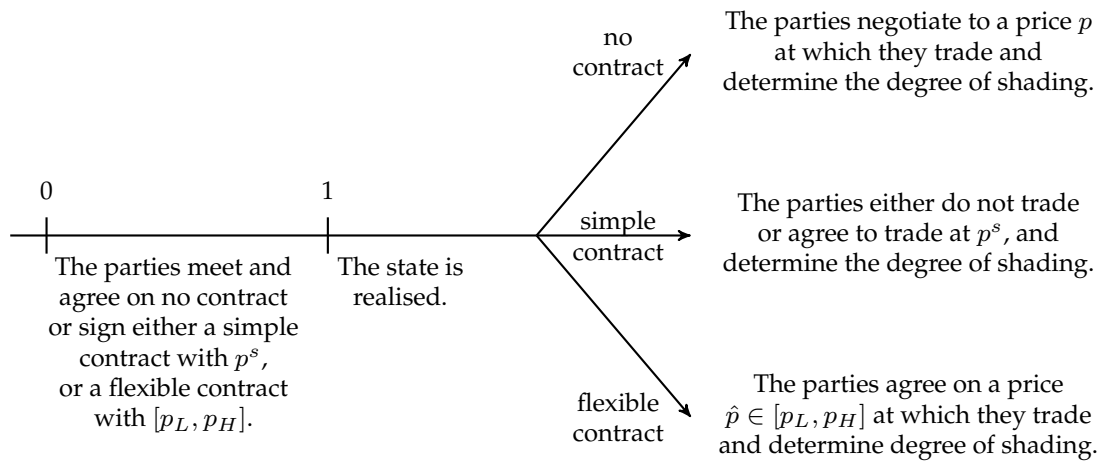 no
contract
The parties negotiate to a price p
at which they trade and
determine the degree of shading.
0
1
simple
contract
The parties either do not trade
or agree to trade at p^s, and
determine the degree of shading.
The parties meet and
agree on no contract
or sign either a simple
contract with p^s,
or a flexible contract
with [p_L, p_H].
The state is
realised.
flexible
contract
The parties agree on a price
p̂ ∈ [p_L, p_H] at which they trade
and determine degree of shading.